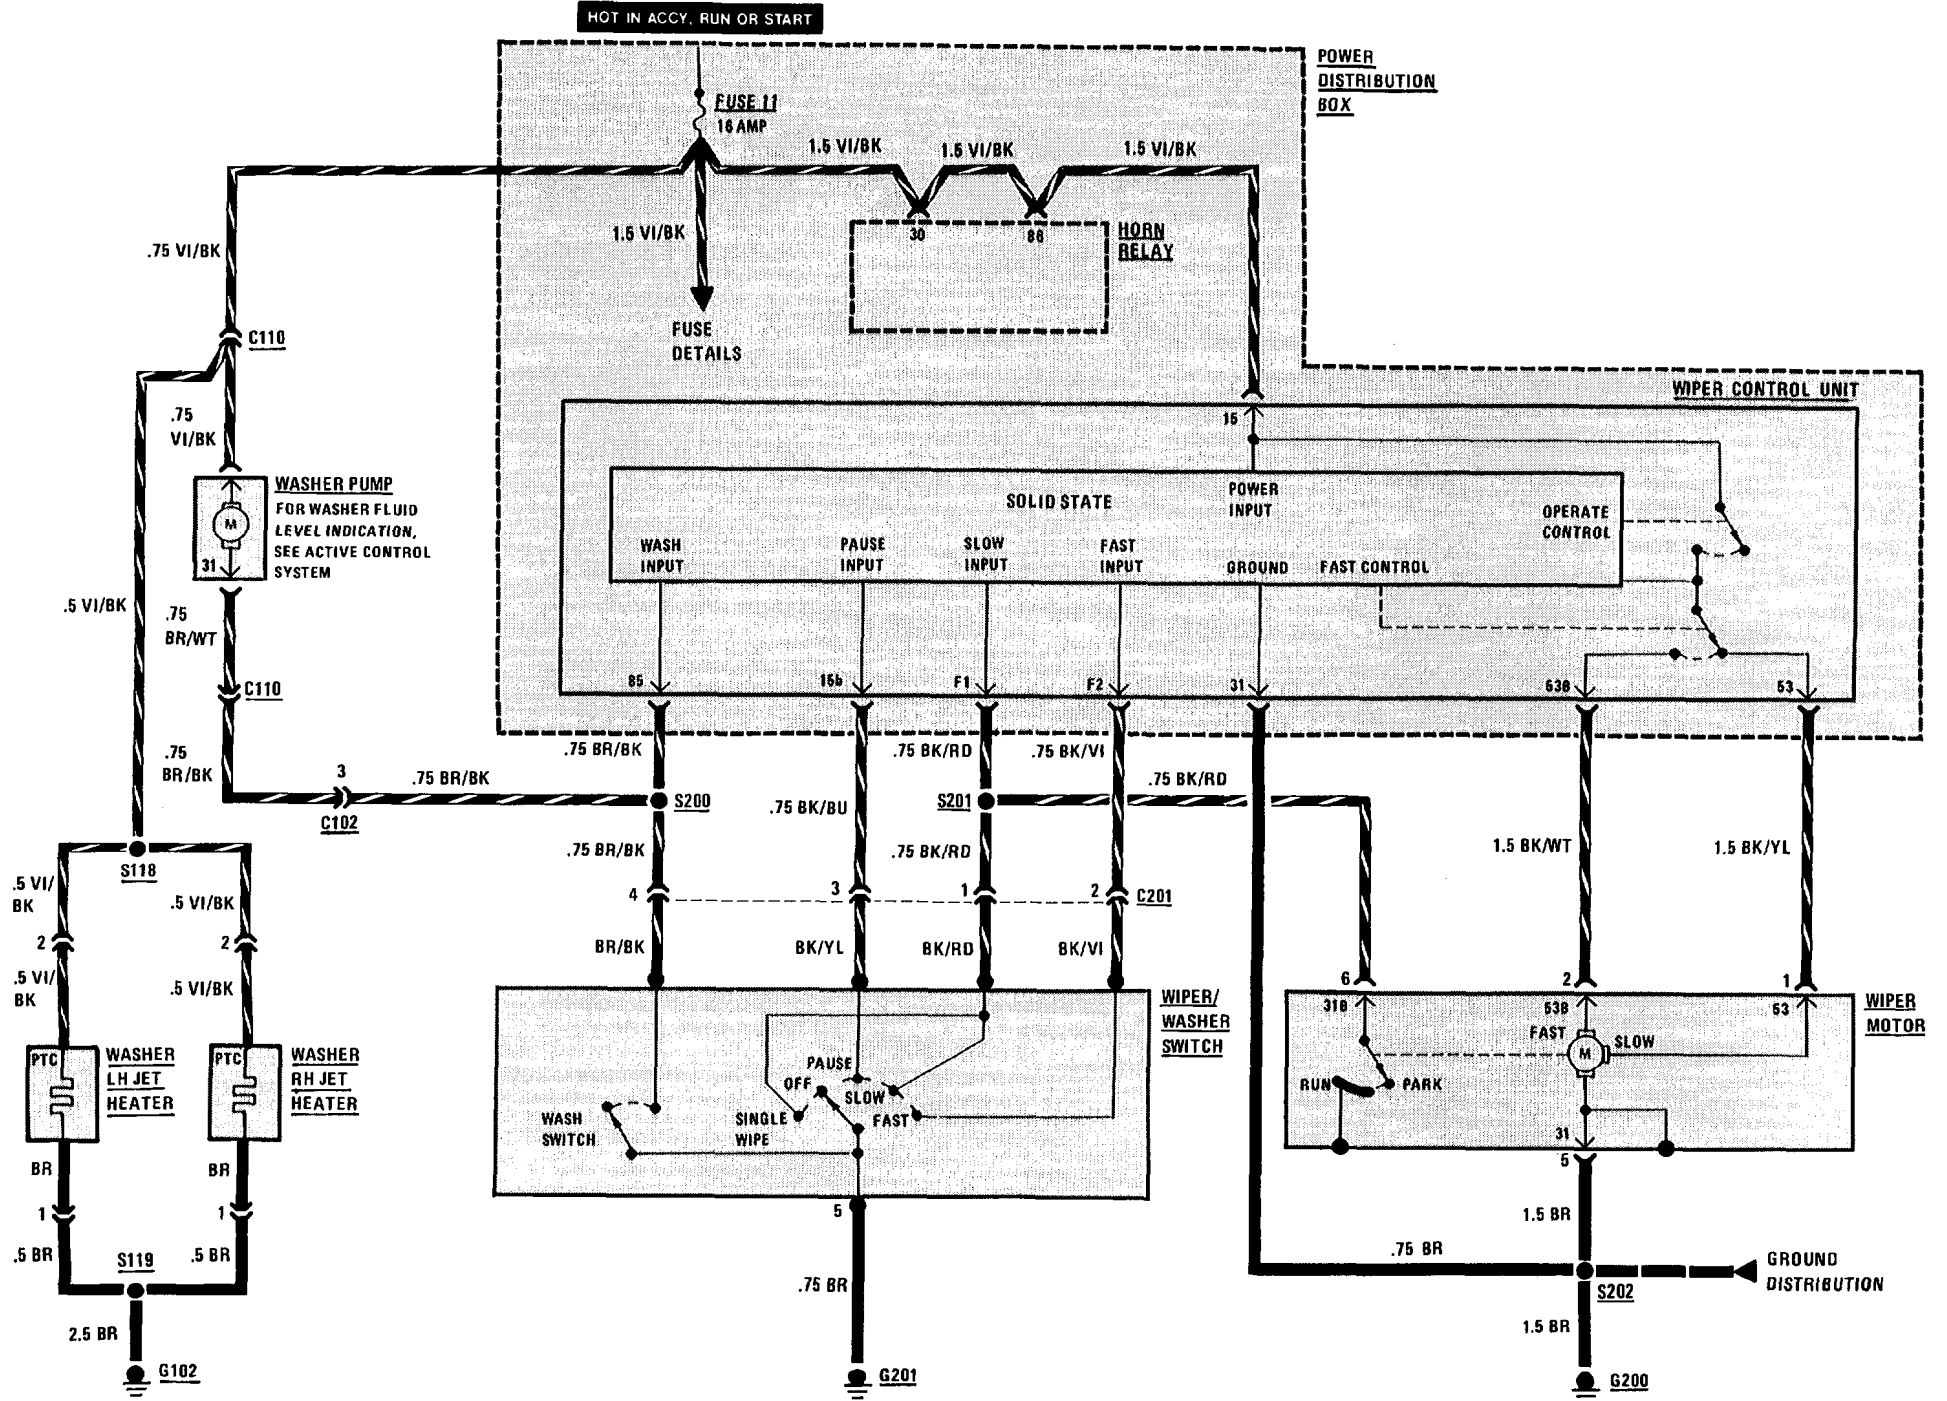 HOT IN ACCY, RUN OR START
POWER
DISTRIBUTION
BOX
FUSE 11
16 AMP
1.5 VI/BK
1.5 VI/BK
1.5 VI/BK
1.5 VI/BK
FUSE
DETAILS
30
86
HORN
RELAY
.75 VI/BK
C110
.75
VI/BK
WASHER PUMP
FOR WASHER FLUID
LEVEL INDICATION,
SEE ACTIVE CONTROL
SYSTEM
M
31
.5 VI/BK
.75
BR/WT
C110
.75
BR/BK
3
C102
.75 BR/BK
WIPER CONTROL UNIT
15
SOLID STATE
POWER
INPUT
OPERATE
CONTROL
WASH
INPUT
PAUSE
INPUT
SLOW
INPUT
FAST
INPUT
GROUND
FAST CONTROL
85
15b
F1
F2
31
53B
53
.75 BR/BK
.75 BK/RD
.75 BK/VI
.75 BK/RD
S200
.75 BK/BU
S201
.75 BR/BK
.75 BK/RD
1.5 BK/WT
1.5 BK/YL
4
3
1
2
C201
BR/BK
BK/YL
BK/RD
BK/VI
S118
.5 VI/
BK
.5 VI/BK
2
2
.5 VI/
BK
.5 VI/BK
PTC
WASHER
LH JET
HEATER
PTC
WASHER
RH JET
HEATER
BR
BR
1
1
.5 BR
.5 BR
S119
2.5 BR
G102
WIPER/
WASHER
SWITCH
PAUSE
OFF
SLOW
FAST
SINGLE
WIPE
WASH
SWITCH
5
.75 BR
G201
6
2
1
31B
53B
53
WIPER
MOTOR
FAST
M
SLOW
RUN
PARK
31
5
1.5 BR
.75 BR
GROUND
DISTRIBUTION
S202
1.5 BR
G200